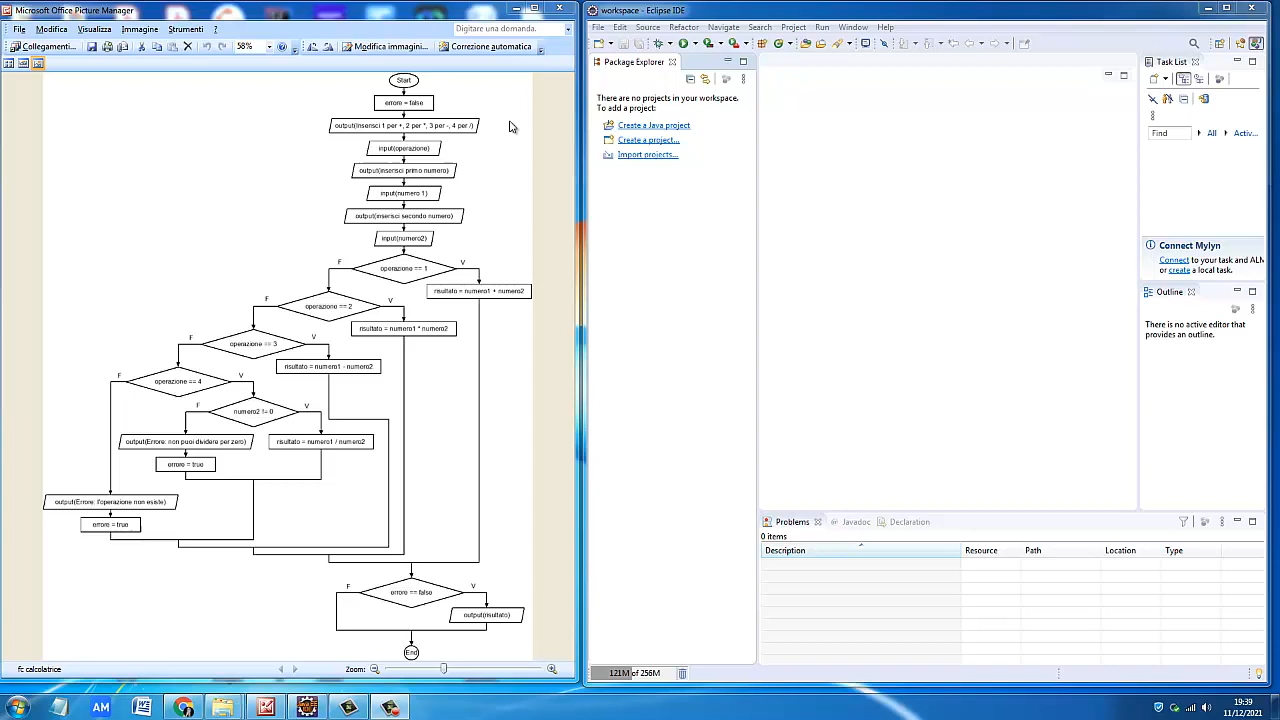 Microsoft Office Picture Manager
File Modifica Visualizza Immagine Strumenti ?
Digitare una domanda.
Collegamenti... 58% Modifica immagini... Correzione automatica
Start
errore = false
output(Inserisci 1 per +, 2 per *, 3 per -, 4 per /)
input(operazione)
output(inserisci primo numero)
input(numero 1)
output(inserisci secondo numero)
input(numero2)
F operazione == 1 V
risultato = numero1 + numero2
F operazione == 2 V
risultato = numero1 * numero2
F operazione == 3 V
risultato = numero1 - numero2
F operazione == 4 V
F numero2 != 0 V
output(Errore: non puoi dividere per zero) risultato = numero1 / numero2
errore = true
output(Errore: l'operazione non esiste)
errore = true
F errore == false V
output(risultato)
End
fc calcolatrice Zoom:
workspace - Eclipse IDE
File Edit Source Refactor Navigate Search Project Run Window Help
Package Explorer
There are no projects in your workspace.
To add a project:
Create a Java project
Create a project...
Import projects...
Task List
Find All Activ...
Connect Mylyn
Connect to your task and ALM
or create a local task.
Outline
There is no active editor that
provides an outline.
Problems Javadoc Declaration
0 items
Description Resource Path Location Type
121M of 256M
AM
19:39
11/12/2021